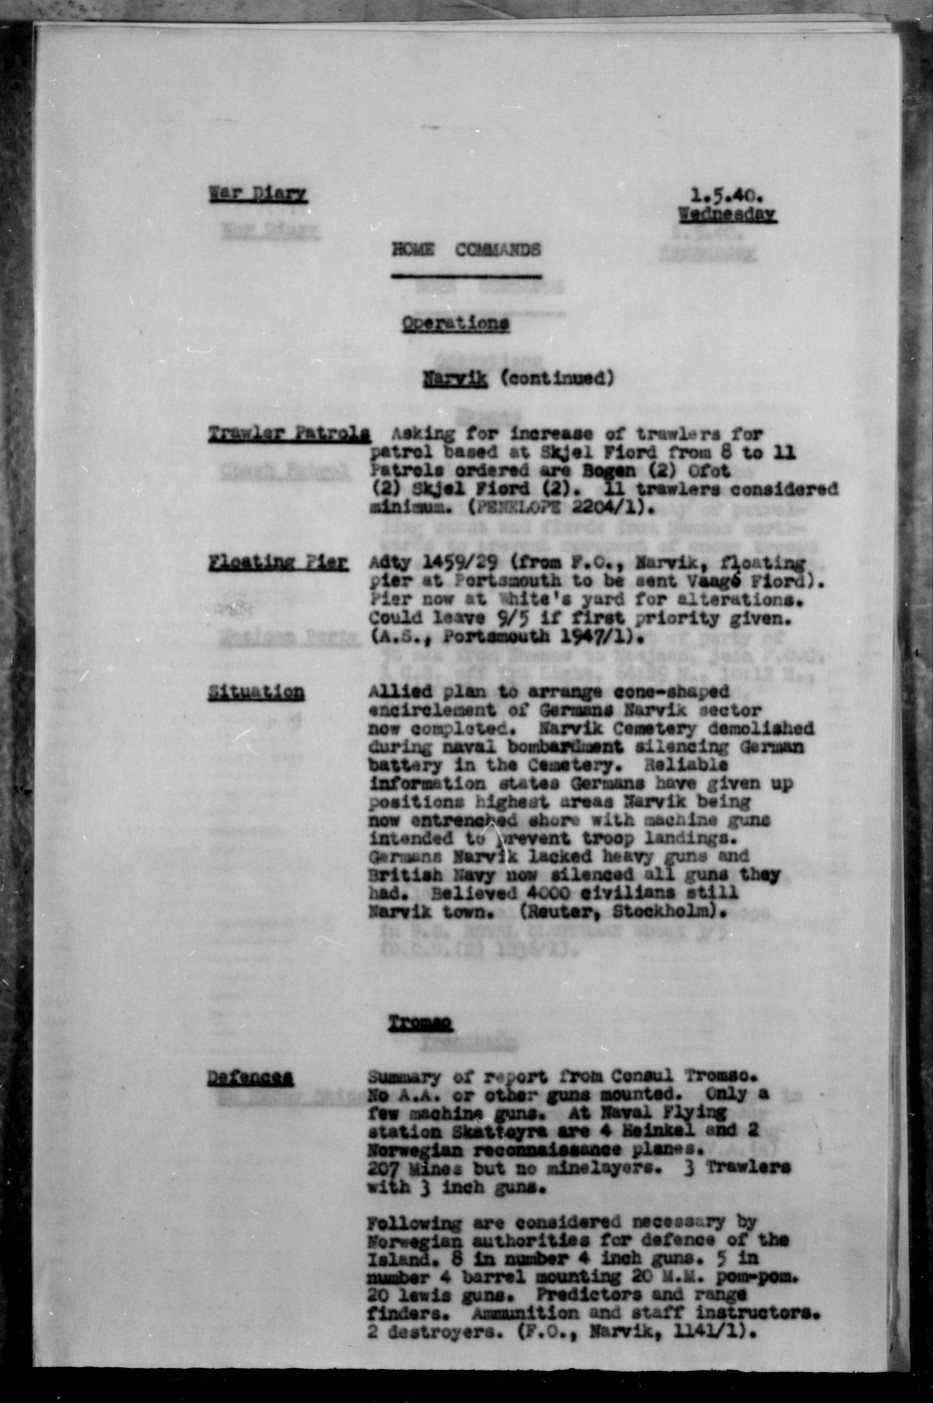 War Diary
1.5.40.
Wednesday
HOME COMMANDS
Operations
Narvik (continued)
Trawler Patrols Asking for increase of trawlers for
patrol based at Skjel Fiord from 8 to 11
Patrols ordered are Bogen (2) Ofot
(2) Skjel Fiord (2). 11 trawlers considered
minimum. (PENELOPE 2204/1).
Floating Pier Adty 1459/29 (from F.O., Narvik, floating
pier at Portsmouth to be sent Vaagé Fiord).
Pier now at White's yard for alterations.
Could leave 9/5 if first priority given.
(A.S., Portsmouth 1947/1).
Situation Allied plan to arrange cone-shaped
encirclement of Germans Narvik sector
now completed. Narvik Cemetery demolished
during naval bombardment silencing German
battery in the Cemetery. Reliable
information states Germans have given up
positions highest areas Narvik being
now entrenched shore with machine guns
intended to prevent troop landings.
Germans Narvik lacked heavy guns and
British Navy now silenced all guns they
had. Believed 4000 civilians still
Narvik town. (Reuter, Stockholm).
Tromso
Defences Summary of report from Consul Tromso.
No A.A. or other guns mounted. Only a
few machine guns. At Naval Flying
station Skattoyra are 4 Heinkel and 2
Norwegian reconnaissance planes.
207 Mines but no minelayers. 3 Trawlers
with 3 inch guns.
Following are considered necessary by
Norwegian authorities for defence of the
Island. 8 in number 4 inch guns. 5 in
number 4 barrel mounting 20 M.M. pom-pom.
20 lewis guns. Predictors and range
finders. Ammunition and staff instructors.
2 destroyers. (F.O., Narvik, 1141/1).